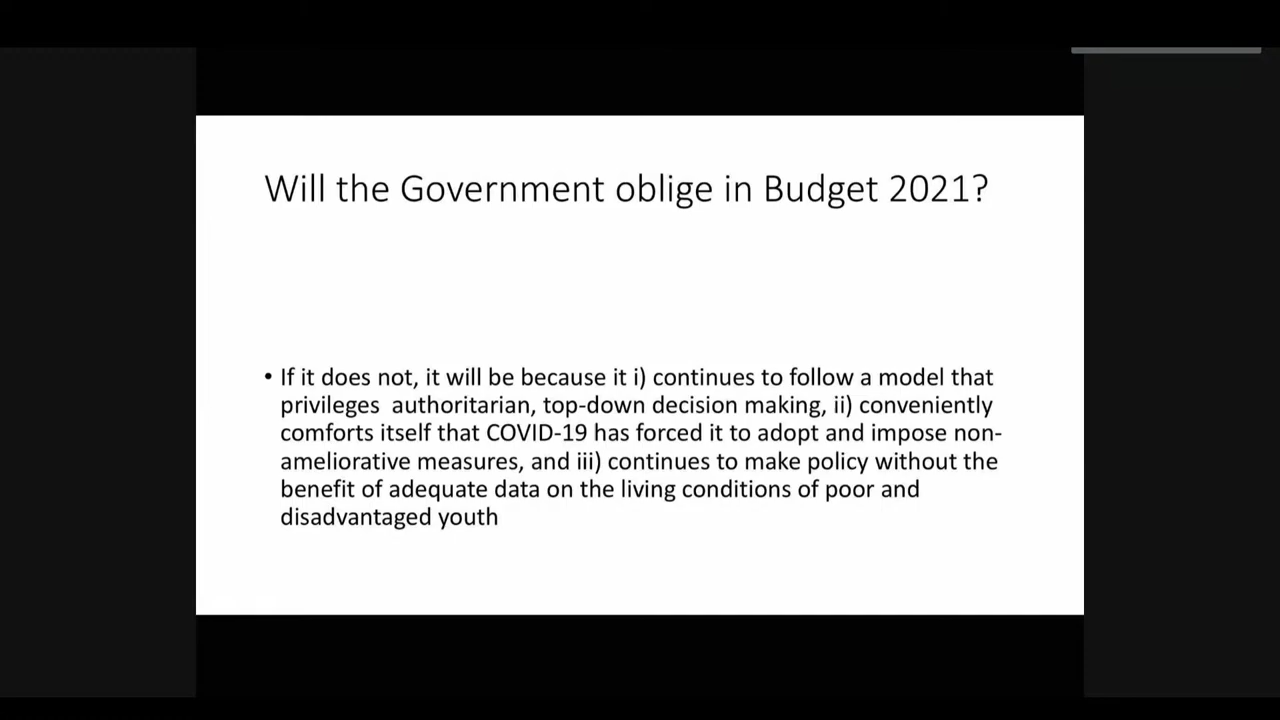 Will the Government oblige in Budget 2021?
• If it does not, it will be because it i) continues to follow a model that
privileges authoritarian, top-down decision making, ii) conveniently
comforts itself that COVID-19 has forced it to adopt and impose non-
ameliorative measures, and iii) continues to make policy without the
benefit of adequate data on the living conditions of poor and
disadvantaged youth